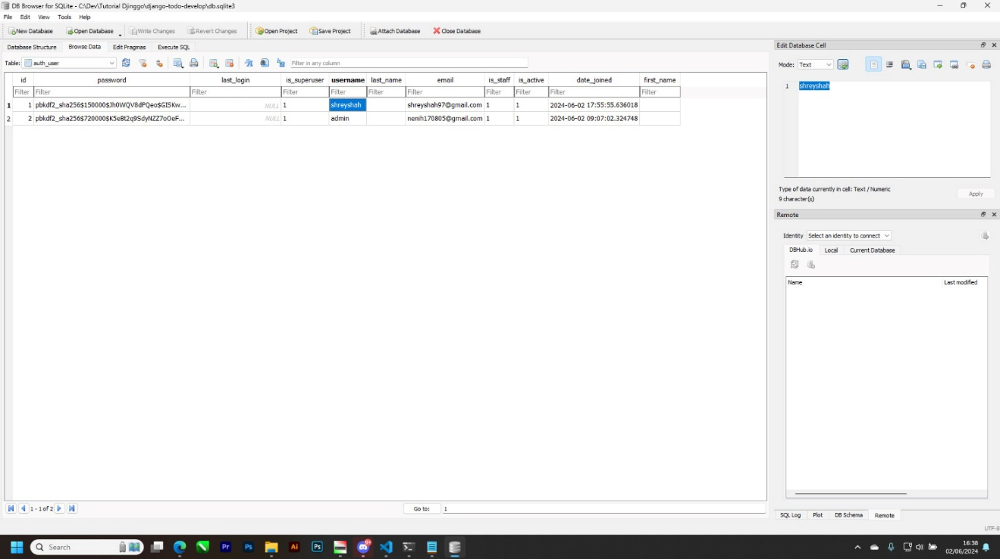 DB Browser for SQLite - C:\Dev\Tutorial Djinggo\django-todo-develop\db.sqlite3
File Edit View Tools Help
New Database Open Database Write Changes Revert Changes Open Project Save Project Attach Database Close Database
Database Structure Browse Data Edit Pragmas Execute SQL
Table: auth_user Filter in any column
id password last_login is_superuser username last_name email is_staff is_active date_joined first_name
Filter Filter Filter Filter Filter Filter Filter Filter Filter Filter Filter
1 1 pbkdf2_sha256$150000$Jh0WQV8dPQeo$GISKw... NULL 1 shreyshah shreyshah97@gmail.com 1 1 2024-06-02 17:55:55.636018
2 2 pbkdf2_sha256$720000$K5eBt2q9SdyNZZ7oOeF... NULL 1 admin nenih170805@gmail.com 1 1 2024-06-02 09:07:02.324748
1 - 1 of 2 Go to: 1
Edit Database Cell
Mode: Text
1 shreyshah
Type of data currently in cell: Text / Numeric
9 character(s)
Apply
Remote
Identity Select an identity to connect
DBHub.io Local Current Database
Name Last modified
SQL Log Plot DB Schema Remote
UTF-8
Search Pr Ps Ai Ps 9+ 16:38
02/06/2024